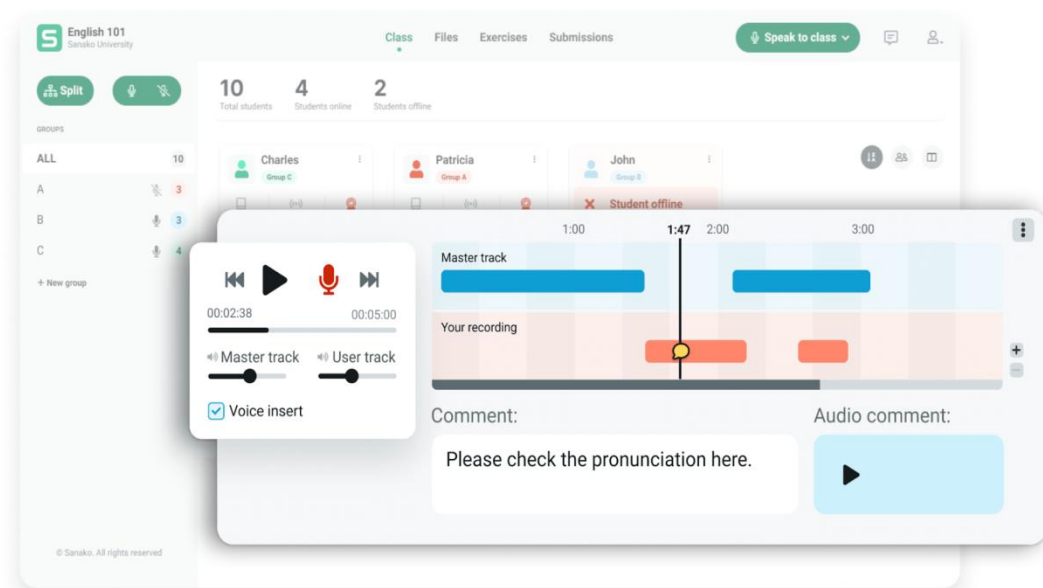 English 101
Sanako University
Class Files Exercises Submissions
Speak to class
Split
GROUPS
ALL 10
A 3
B 3
C 4
+ New group
© Sanako. All rights reserved
10 4 2
Total students Students online Students offline
Charles
Group C
Patricia
Group A
John
Group B
Student offline
00:02:38 00:05:00
Master track User track
Voice insert
1:00 1:47 2:00 3:00
Master track
Your recording
Comment:
Please check the pronunciation here.
Audio comment: